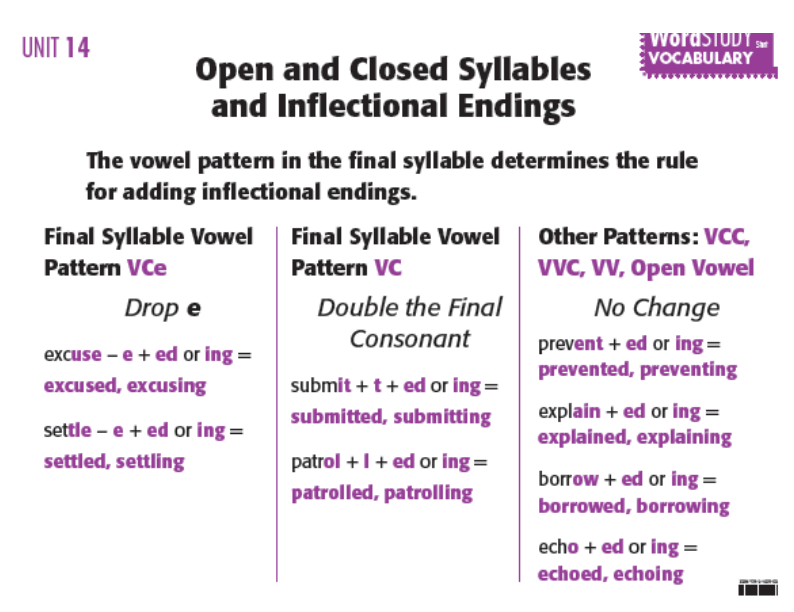 UNIT 14
WordSTUDY
VOCABULARY
Open and Closed Syllables
and Inflectional Endings
The vowel pattern in the final syllable determines the rule
for adding inflectional endings.
Final Syllable Vowel
Pattern VCe
Drop e
excuse – e + ed or ing =
excused, excusing
settle – e + ed or ing =
settled, settling
Final Syllable Vowel
Pattern VC
Double the Final
Consonant
submit + t + ed or ing =
submitted, submitting
patrol + l + ed or ing =
patrolled, patrolling
Other Patterns: VCC,
VVC, VV, Open Vowel
No Change
prevent + ed or ing =
prevented, preventing
explain + ed or ing =
explained, explaining
borrow + ed or ing =
borrowed, borrowing
echo + ed or ing =
echoed, echoing